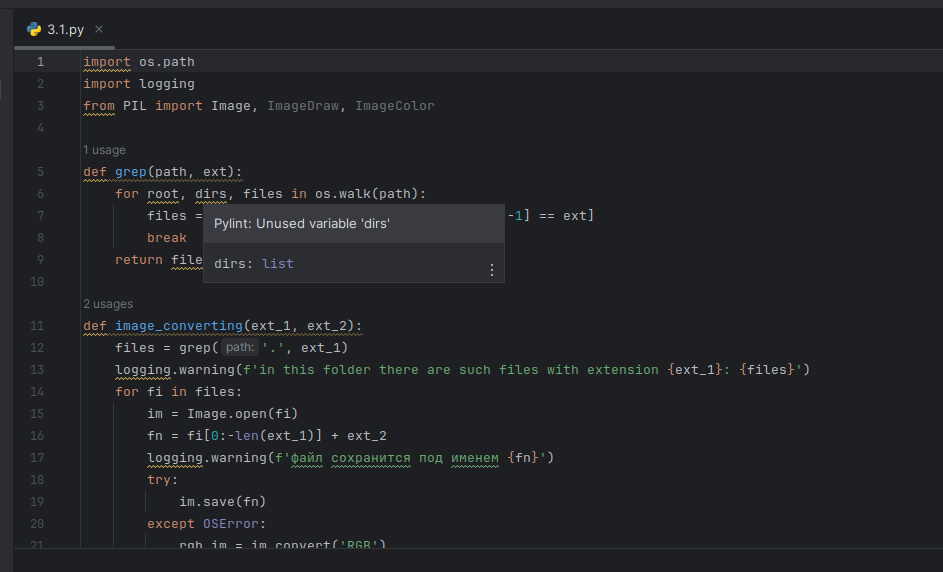 3.1.py
1 import os.path
2 import logging
3 from PIL import Image, ImageDraw, ImageColor
4
1 usage
5 def grep(path, ext):
6 for root, dirs, files in os.walk(path):
7 files = -1] == ext]
Pylint: Unused variable 'dirs'
8 break
9 return file
dirs: list
10
2 usages
11 def image_converting(ext_1, ext_2):
12 files = grep( path: '.', ext_1)
13 logging.warning(f'in this folder there are such files with extension {ext_1}: {files}')
14 for fi in files:
15 im = Image.open(fi)
16 fn = fi[0:-len(ext_1)] + ext_2
17 logging.warning(f'файл сохранится под именем {fn}')
18 try:
19 im.save(fn)
20 except OSError:
21 rgb_im = im.convert('RGB')